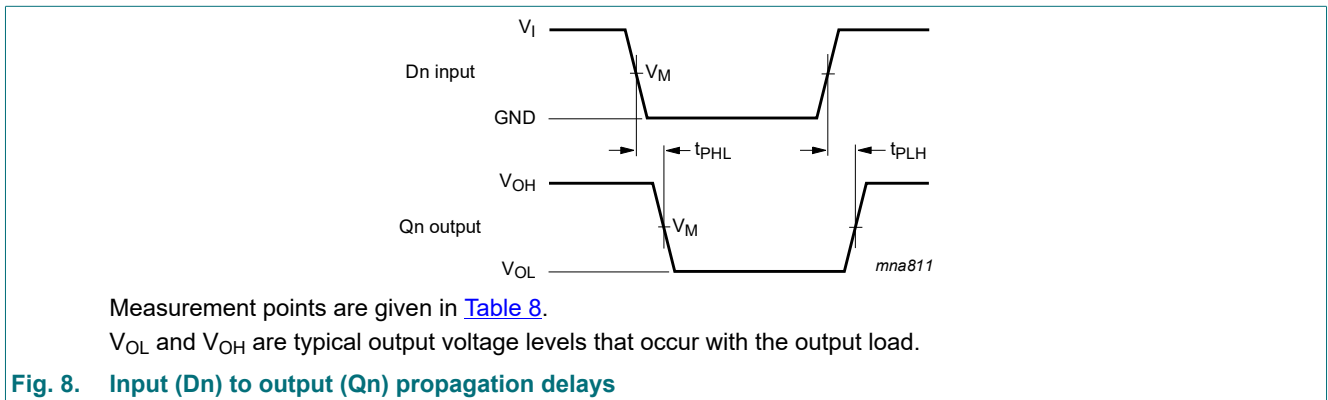 V_I
Dn input
V_M
GND
t_PHL
t_PLH
V_OH
Qn output
V_M
V_OL
mna811
Measurement points are given in Table 8.
V_OL and V_OH are typical output voltage levels that occur with the output load.
Fig. 8. Input (Dn) to output (Qn) propagation delays